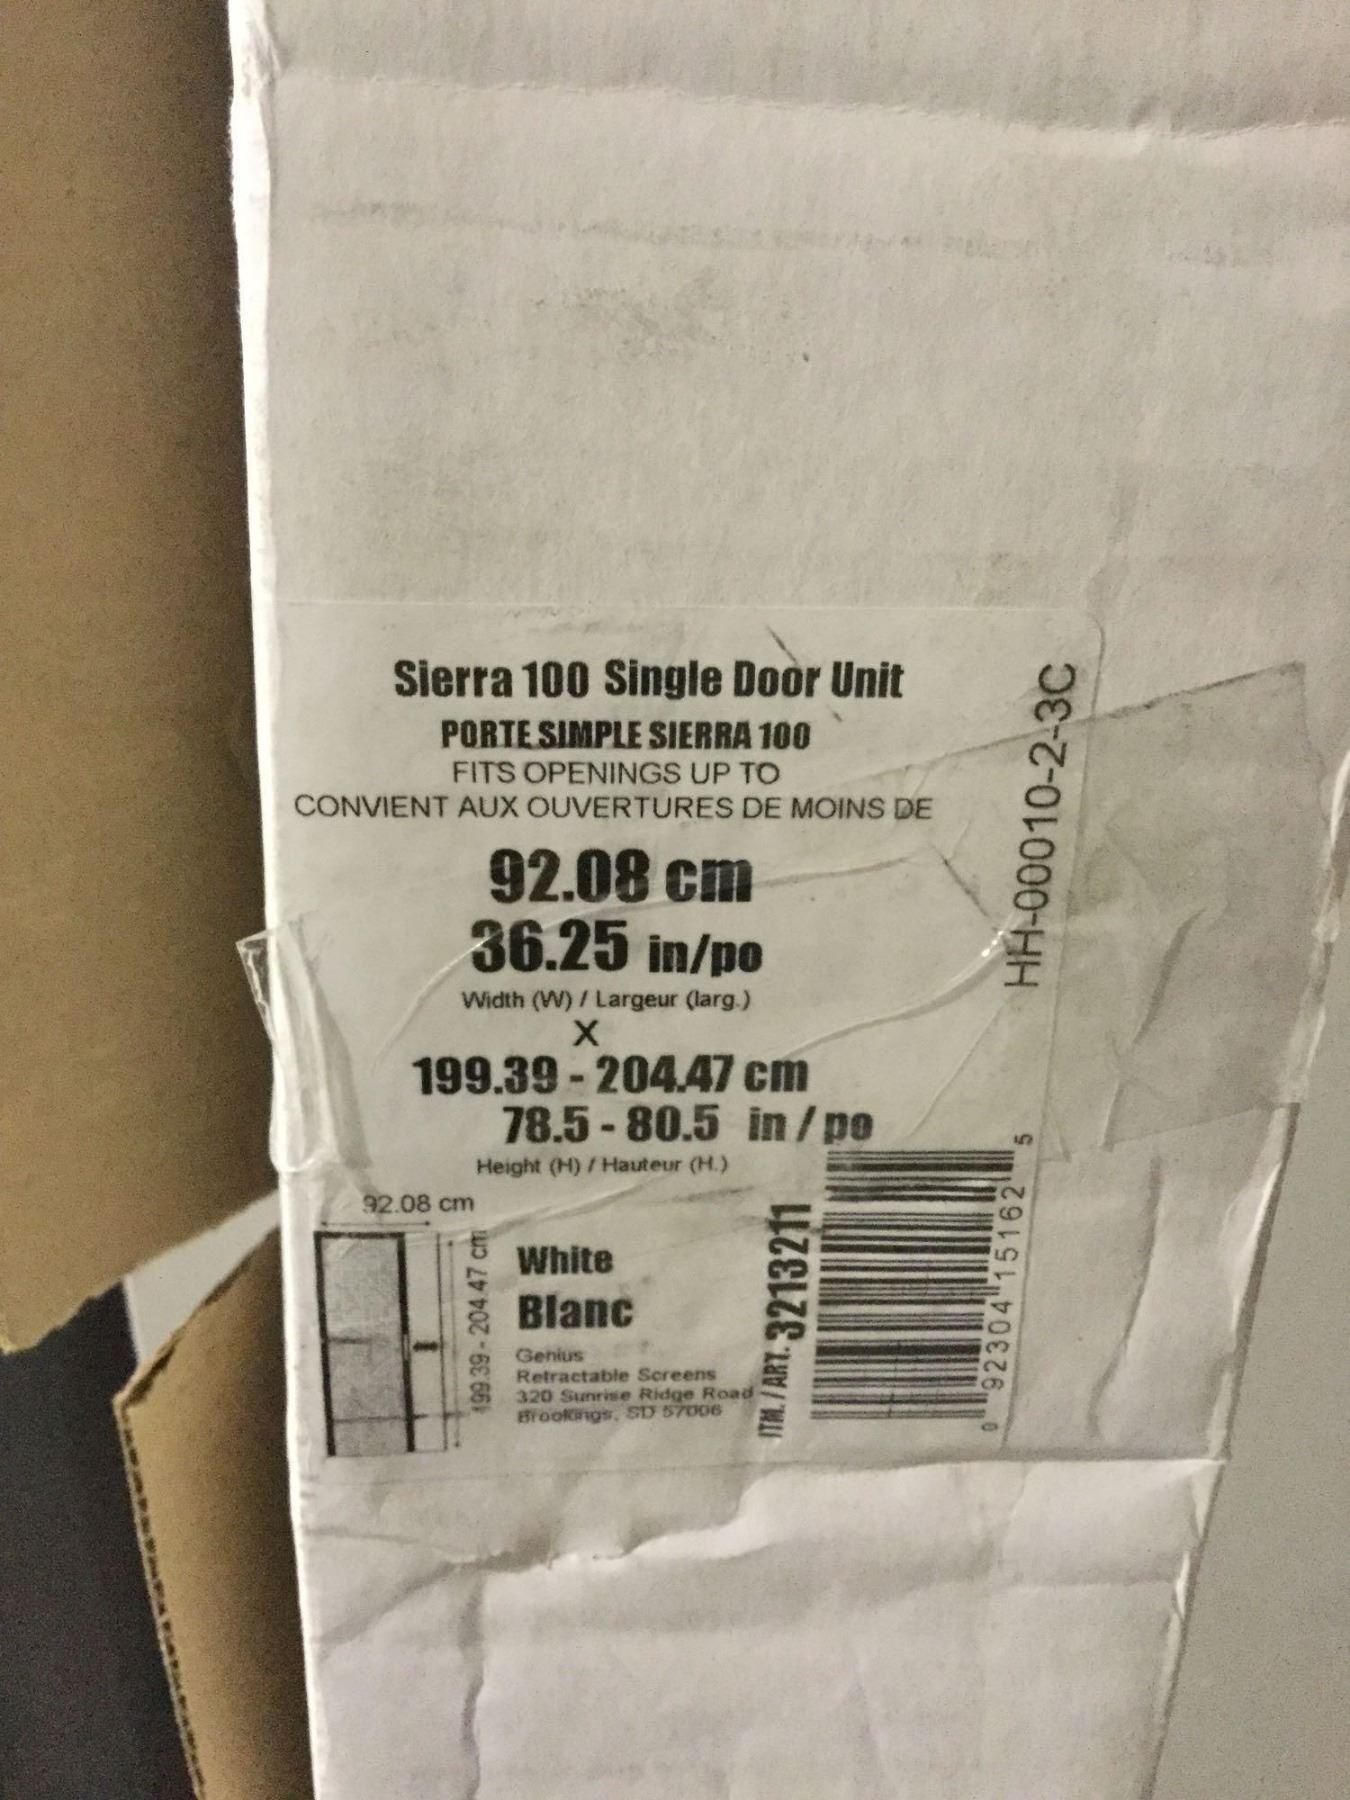 Sierra 100 Single Door Unit
PORTE SIMPLE SIERRA 100
FITS OPENINGS UP TO
CONVIENT AUX OUVERTURES DE MOINS DE
92.08 cm
36.25 in/po
Width (W) / Largeur (larg.)
X
199.39 - 204.47 cm
78.5 - 80.5 in / po
Height (H) / Hauteur (H.)
HH-00010-2-3C
92.08 cm
199.39 - 204.47 cm
White
Blanc
Genius
Retractable Screens
320 Sunrise Ridge Road
Brookings, SD 57006
ITM. / ART. 3213211
0 92304 15162 5